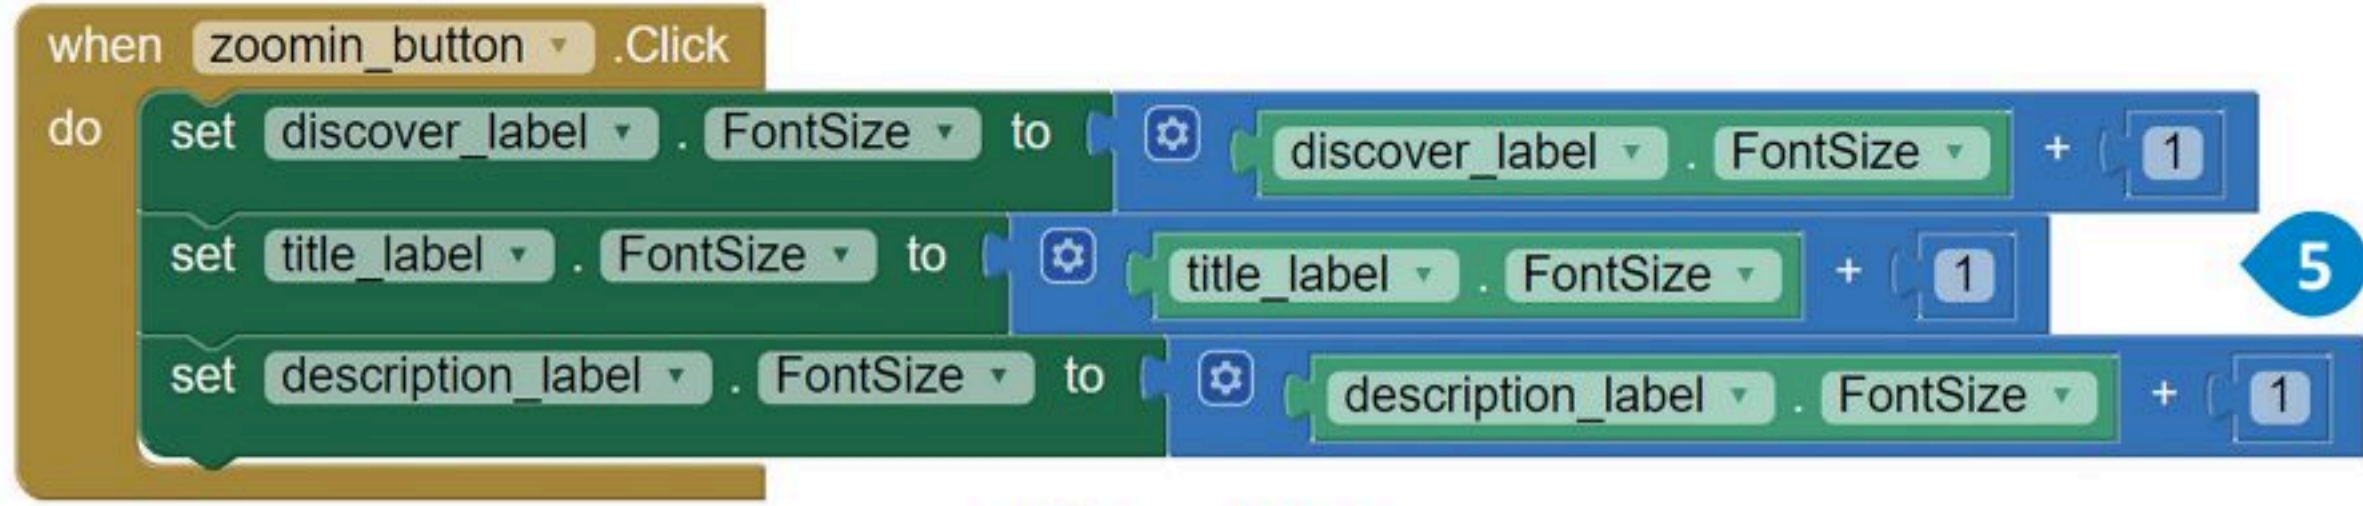 when zoomin_button .Click
do set discover_label . FontSize to discover_label . FontSize + 1
set title_label . FontSize to title_label . FontSize + 1
5
set description_label . FontSize to description_label . FontSize + 1